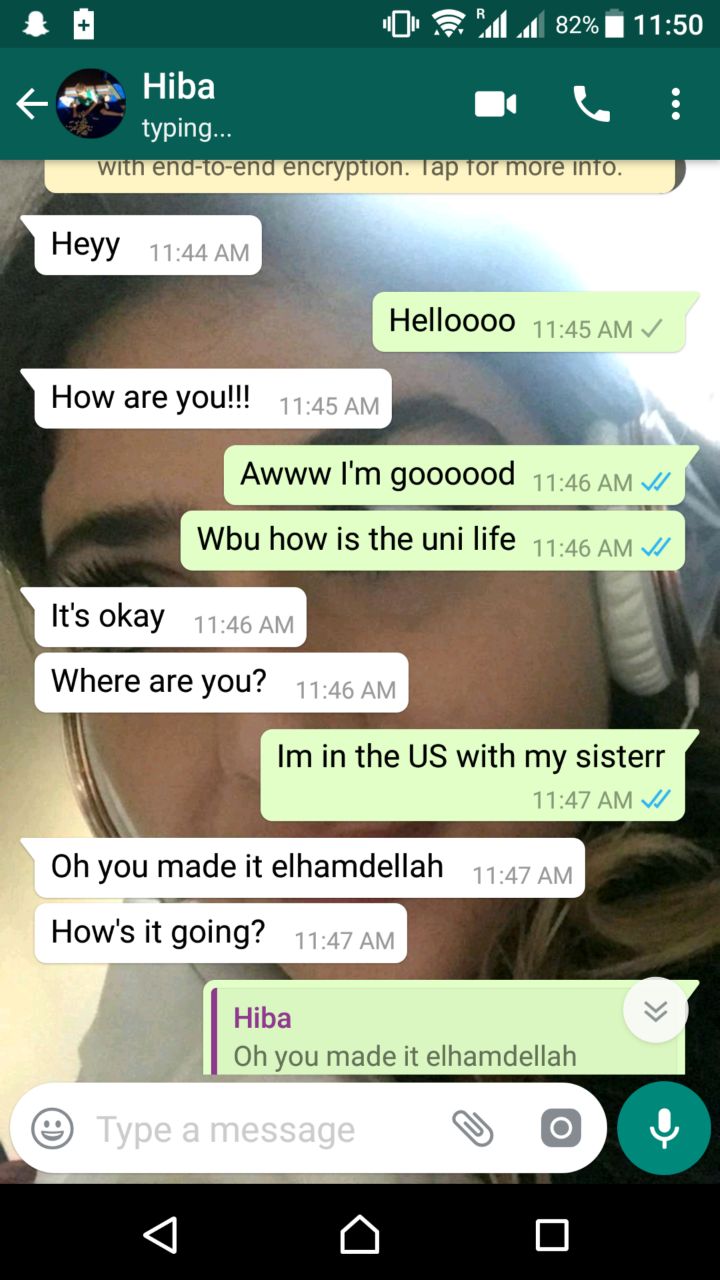 R 82% 11:50
Hiba
typing...
with end-to-end encryption. Tap for more info.
Heyy 11:44 AM
Helloooo 11:45 AM
How are you!!! 11:45 AM
Awww I'm goooood 11:46 AM
Wbu how is the uni life 11:46 AM
It's okay 11:46 AM
Where are you? 11:46 AM
Im in the US with my sisterr
11:47 AM
Oh you made it elhamdellah 11:47 AM
How's it going? 11:47 AM
Hiba
Oh you made it elhamdellah
Type a message